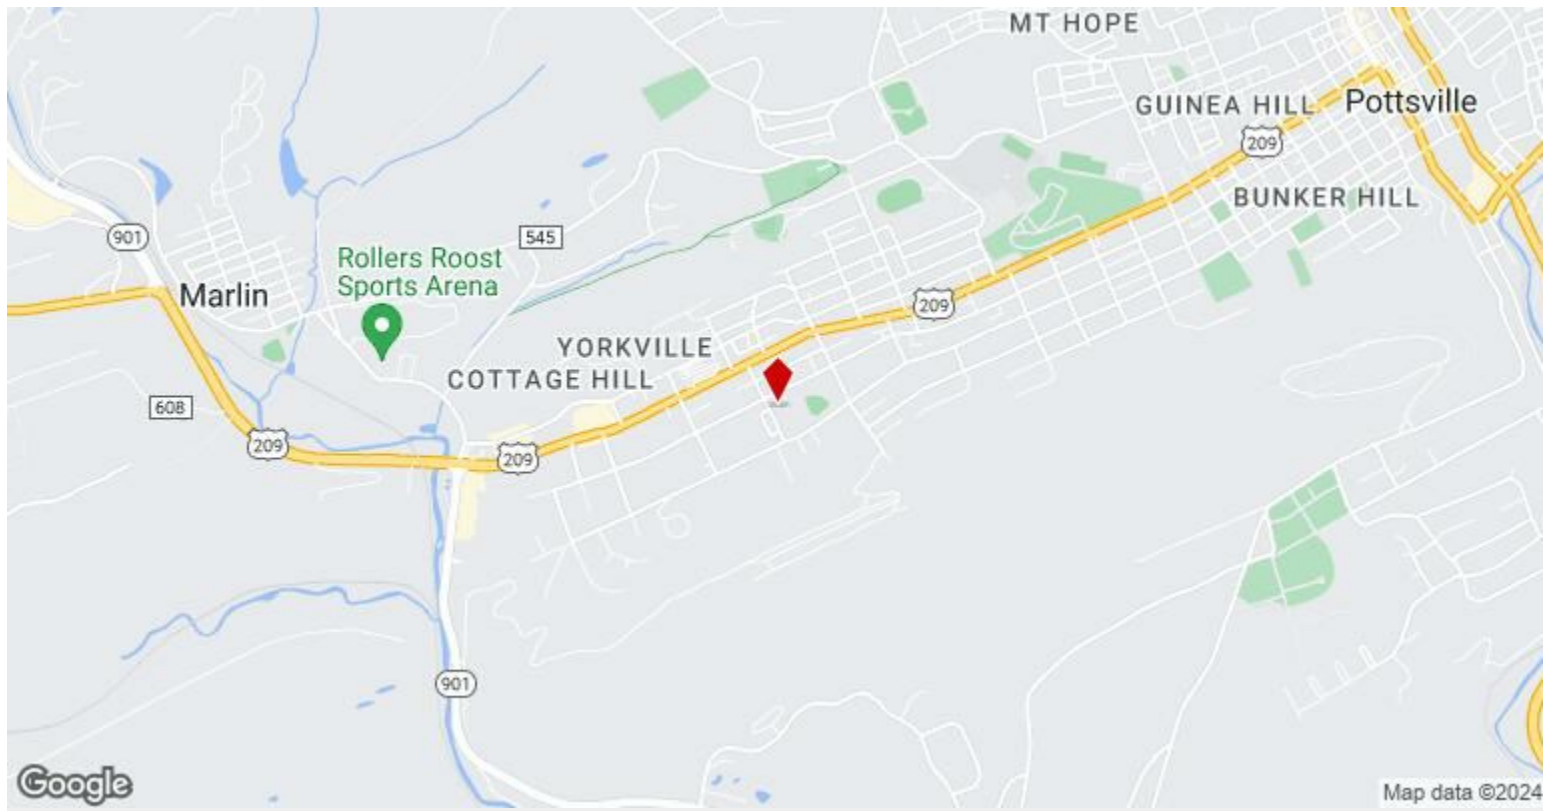 MT HOPE
GUINEA HILL
Pottsville
209
BUNKER HILL
901
545
Rollers Roost
Sports Arena
Marlin
209
YORKVILLE
COTTAGE HILL
608
209
209
901
Google
Map data ©2024